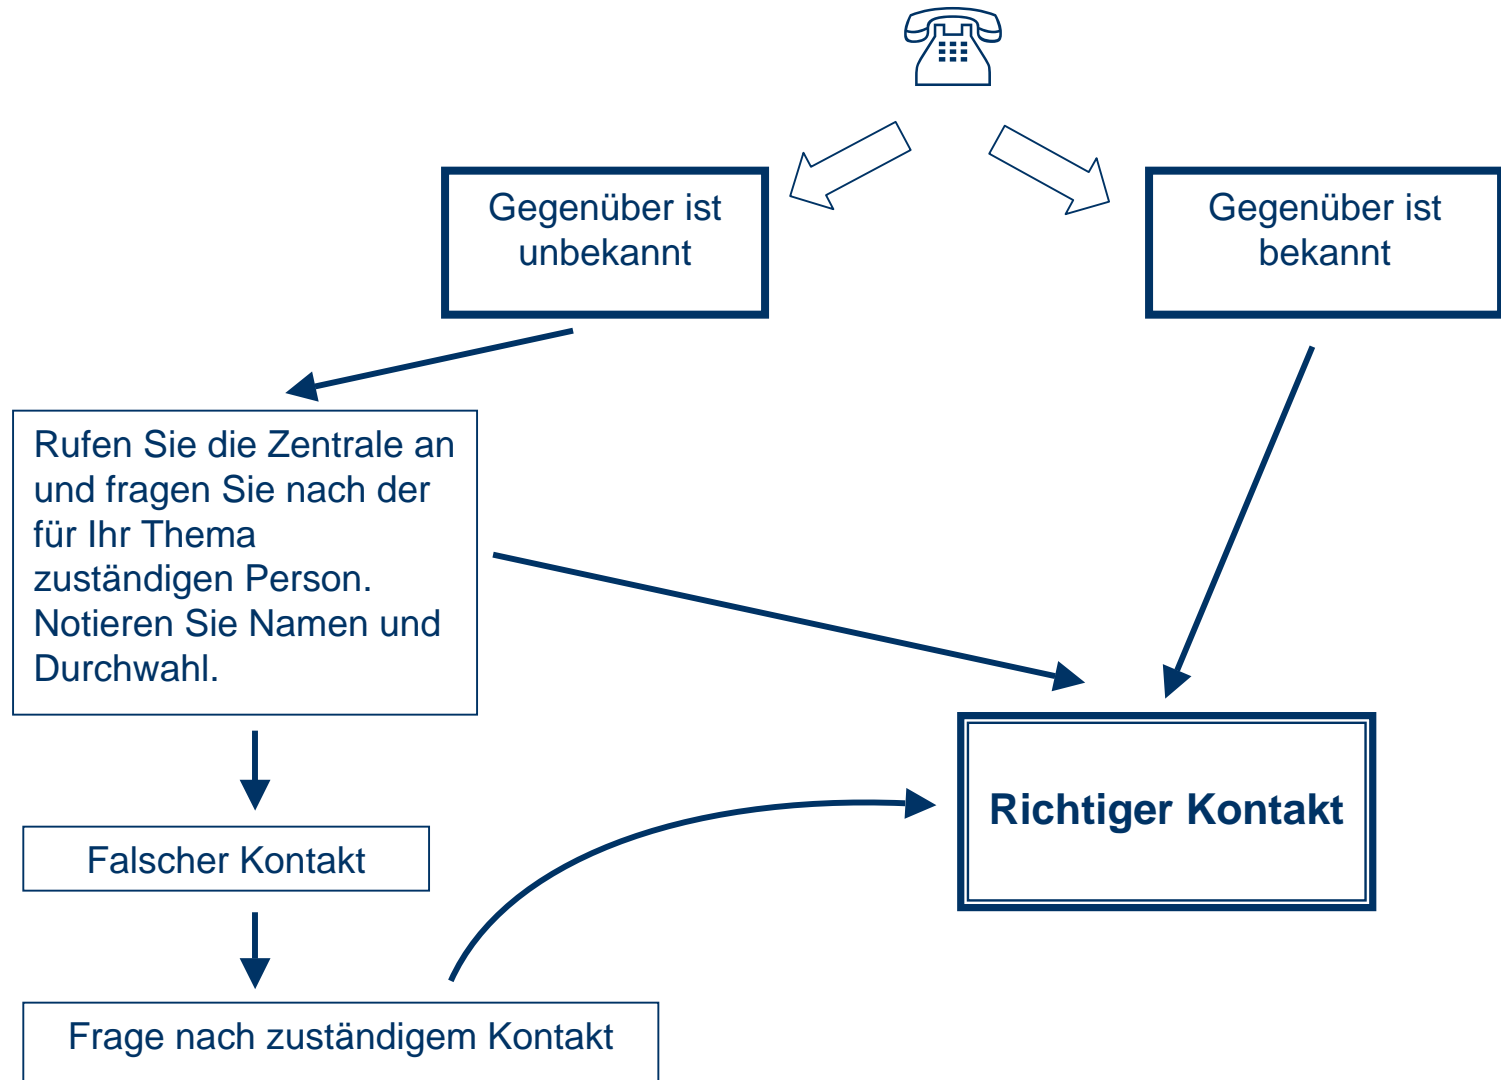 Gegenüber ist
unbekannt
Gegenüber ist
bekannt
Rufen Sie die Zentrale an
und fragen Sie nach der
für Ihr Thema
zuständigen Person.
Notieren Sie Namen und
Durchwahl.
Richtiger Kontakt
Falscher Kontakt
Frage nach zuständigem Kontakt